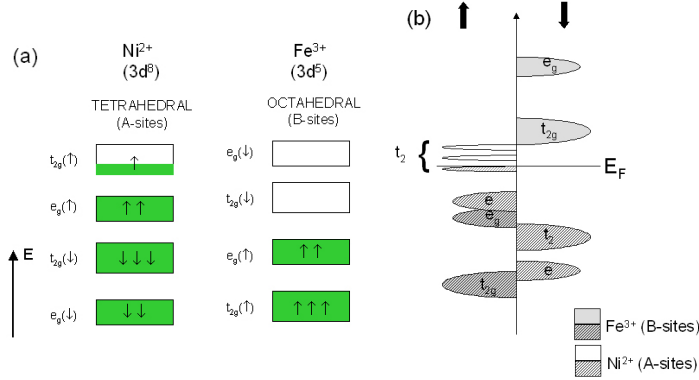 (a)
Ni²⁺
(3d⁸)
TETRAHEDRAL
(A-sites)
t₂g(↑)
↑
eg(↑)
↑↑
t₂g(↓)
↓↓↓
eg(↓)
↓↓
E
Fe³⁺
(3d⁵)
OCTAHEDRAL
(B-sites)
eg(↓)
t₂g(↓)
eg(↑)
↑↑
t₂g(↑)
↑↑↑
(b)
eg
t₂g
t₂ {
E_F
e
eg
t₂
e
t₂g
Fe³⁺ (B-sites)
Ni²⁺ (A-sites)